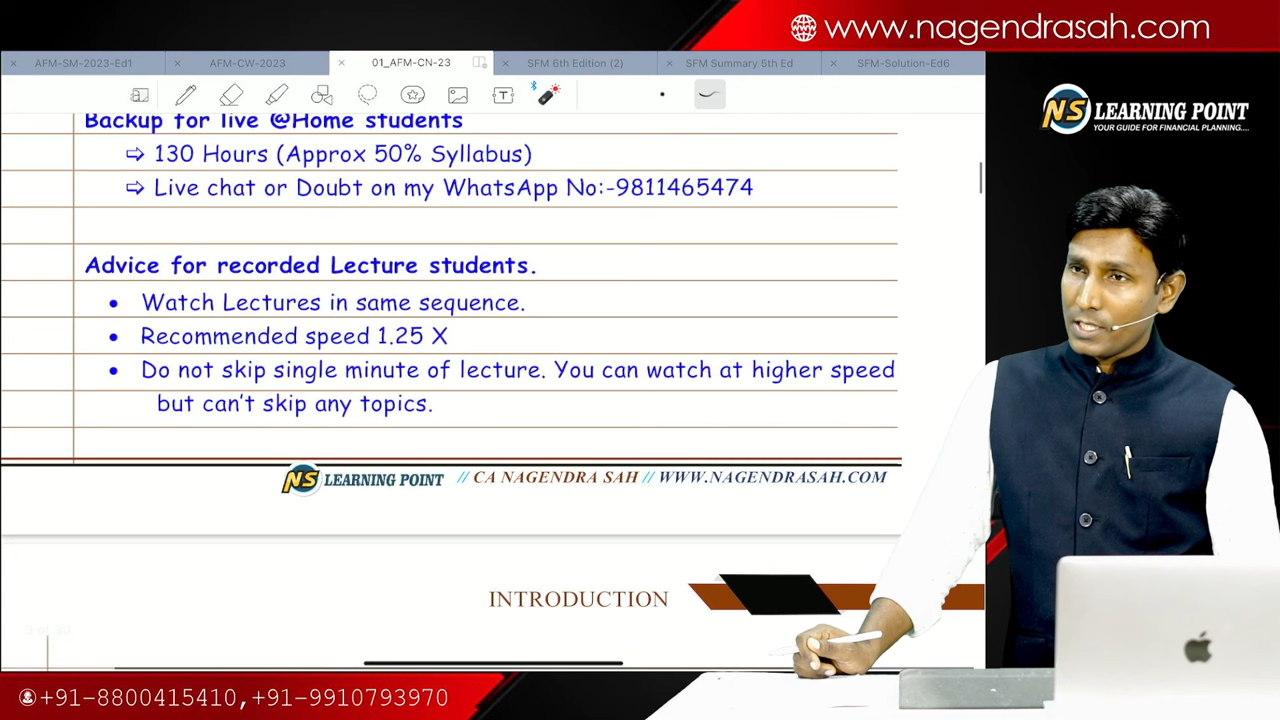 www.nagendrasah.com
AFM-SM-2023-Ed1
AFM-CW-2023
01_AFM-CN-23
SFM 6th Edition (2)
SFM Summary 5th Ed
SFM-Solution-Ed6
NS LEARNING POINT
YOUR GUIDE FOR FINANCIAL PLANNING....
Backup for live @Home students
⇨ 130 Hours (Approx 50% Syllabus)
⇨ Live chat or Doubt on my WhatsApp No:-9811465474
Advice for recorded Lecture students.
• Watch Lectures in same sequence.
• Recommended speed 1.25 X
• Do not skip single minute of lecture. You can watch at higher speed
but can't skip any topics.
NS LEARNING POINT // CA NAGENDRA SAH // WWW.NAGENDRASAH.COM
INTRODUCTION
3 of 30
+91-8800415410,+91-9910793970